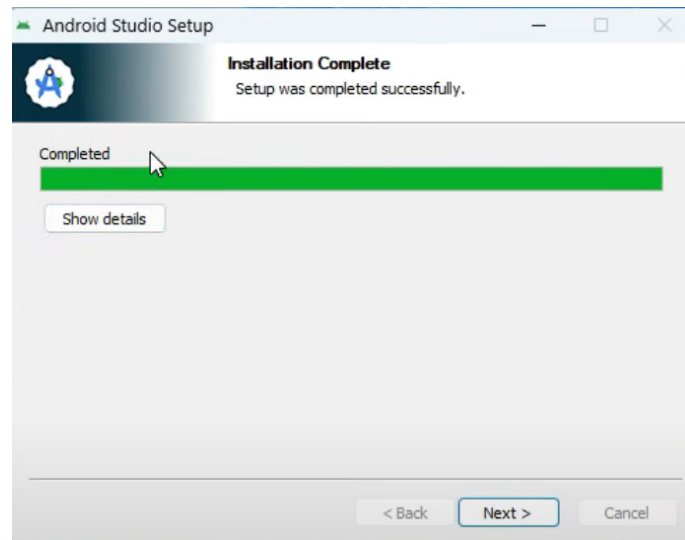 Android Studio Setup
Installation Complete
Setup was completed successfully.
Completed
Show details
< Back Next > Cancel